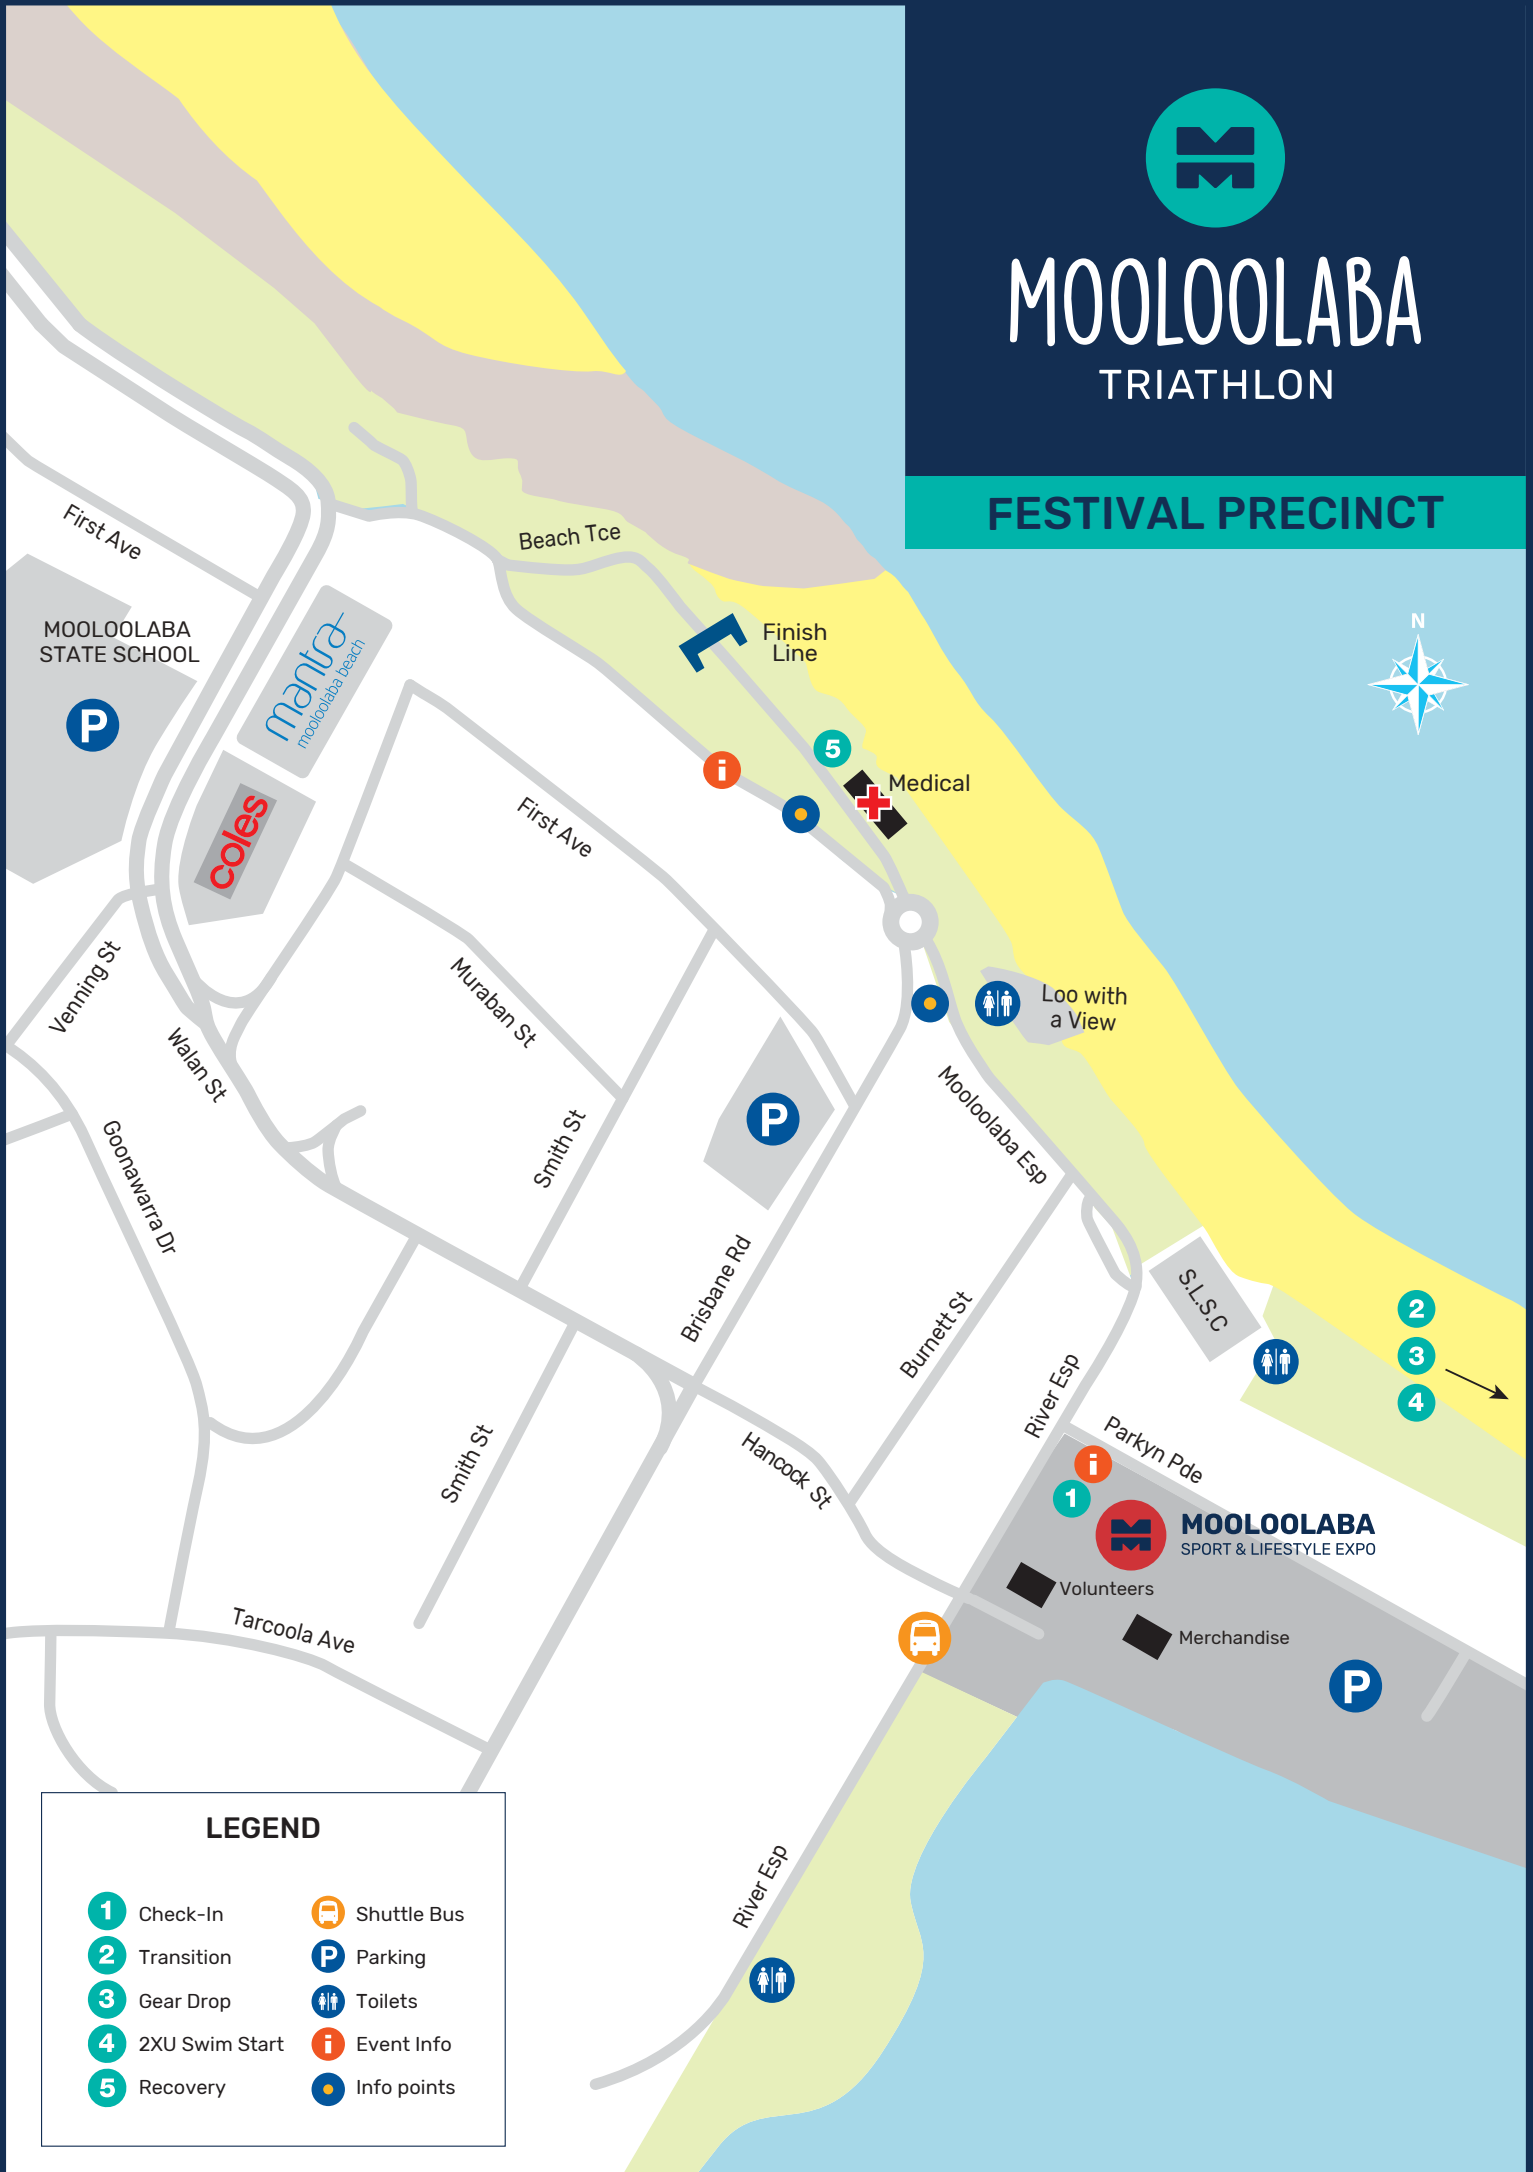 MOOLOOLABA
TRIATHLON
FESTIVAL PRECINCT
N
First Ave
Beach Tce
MOOLOOLABA
STATE SCHOOL
P
mantra
mooloolaba beach
Finish
Line
5
i
Medical
coles
First Ave
Venning St
Muraban St
Loo with
a View
Walan St
Mooloolaba Esp
P
Smith St
Goonawarra Dr
Brisbane Rd
Burnett St
S.L.S.C
2
3
4
River Esp
Parkyn Pde
Smith St
Hancock St
i
1
MOOLOOLABA
SPORT & LIFESTYLE EXPO
Volunteers
Merchandise
Tarcoola Ave
P
River Esp
LEGEND
1 Check-In
2 Transition
3 Gear Drop
4 2XU Swim Start
5 Recovery
Shuttle Bus
P Parking
Toilets
i Event Info
Info points